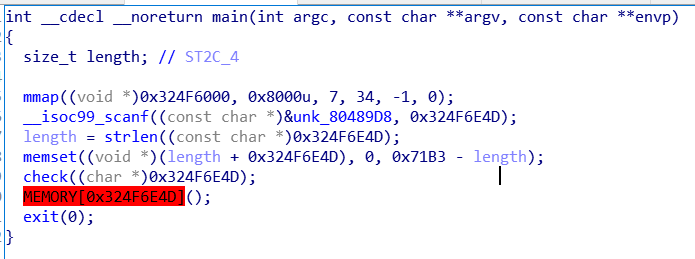 int __cdecl __noreturn main(int argc, const char **argv, const char **envp)
{
  size_t length; // ST2C_4

  mmap((void *)0x324F6000, 0x8000u, 7, 34, -1, 0);
  __isoc99_scanf((const char *)&unk_80489D8, 0x324F6E4D);
  length = strlen((const char *)0x324F6E4D);
  memset((void *)(length + 0x324F6E4D), 0, 0x71B3 - length);
  check((char *)0x324F6E4D);
  MEMORY[0x324F6E4D]();
  exit(0);
}